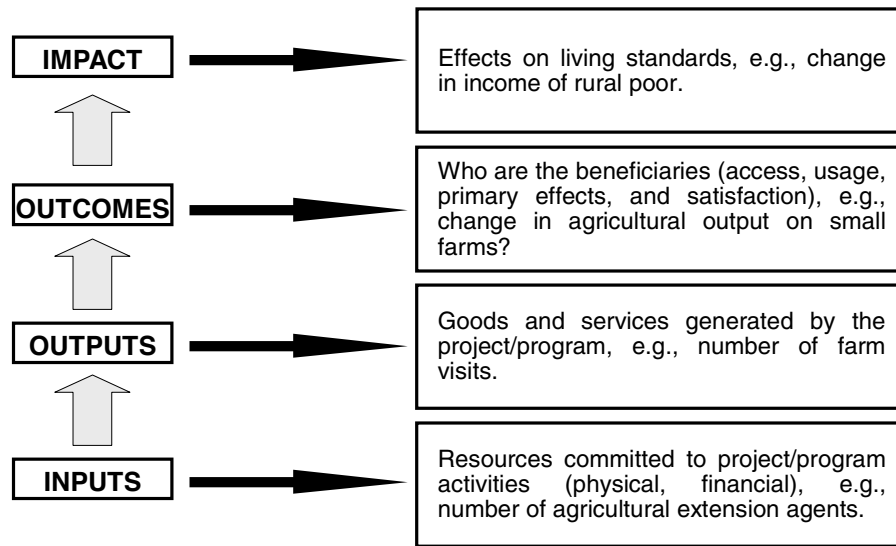 IMPACT
Effects on living standards, e.g., change
in income of rural poor.
OUTCOMES
Who are the beneficiaries (access, usage,
primary effects, and satisfaction), e.g.,
change in agricultural output on small
farms?
OUTPUTS
Goods and services generated by the
project/program, e.g., number of farm
visits.
INPUTS
Resources committed to project/program
activities (physical, financial), e.g.,
number of agricultural extension agents.